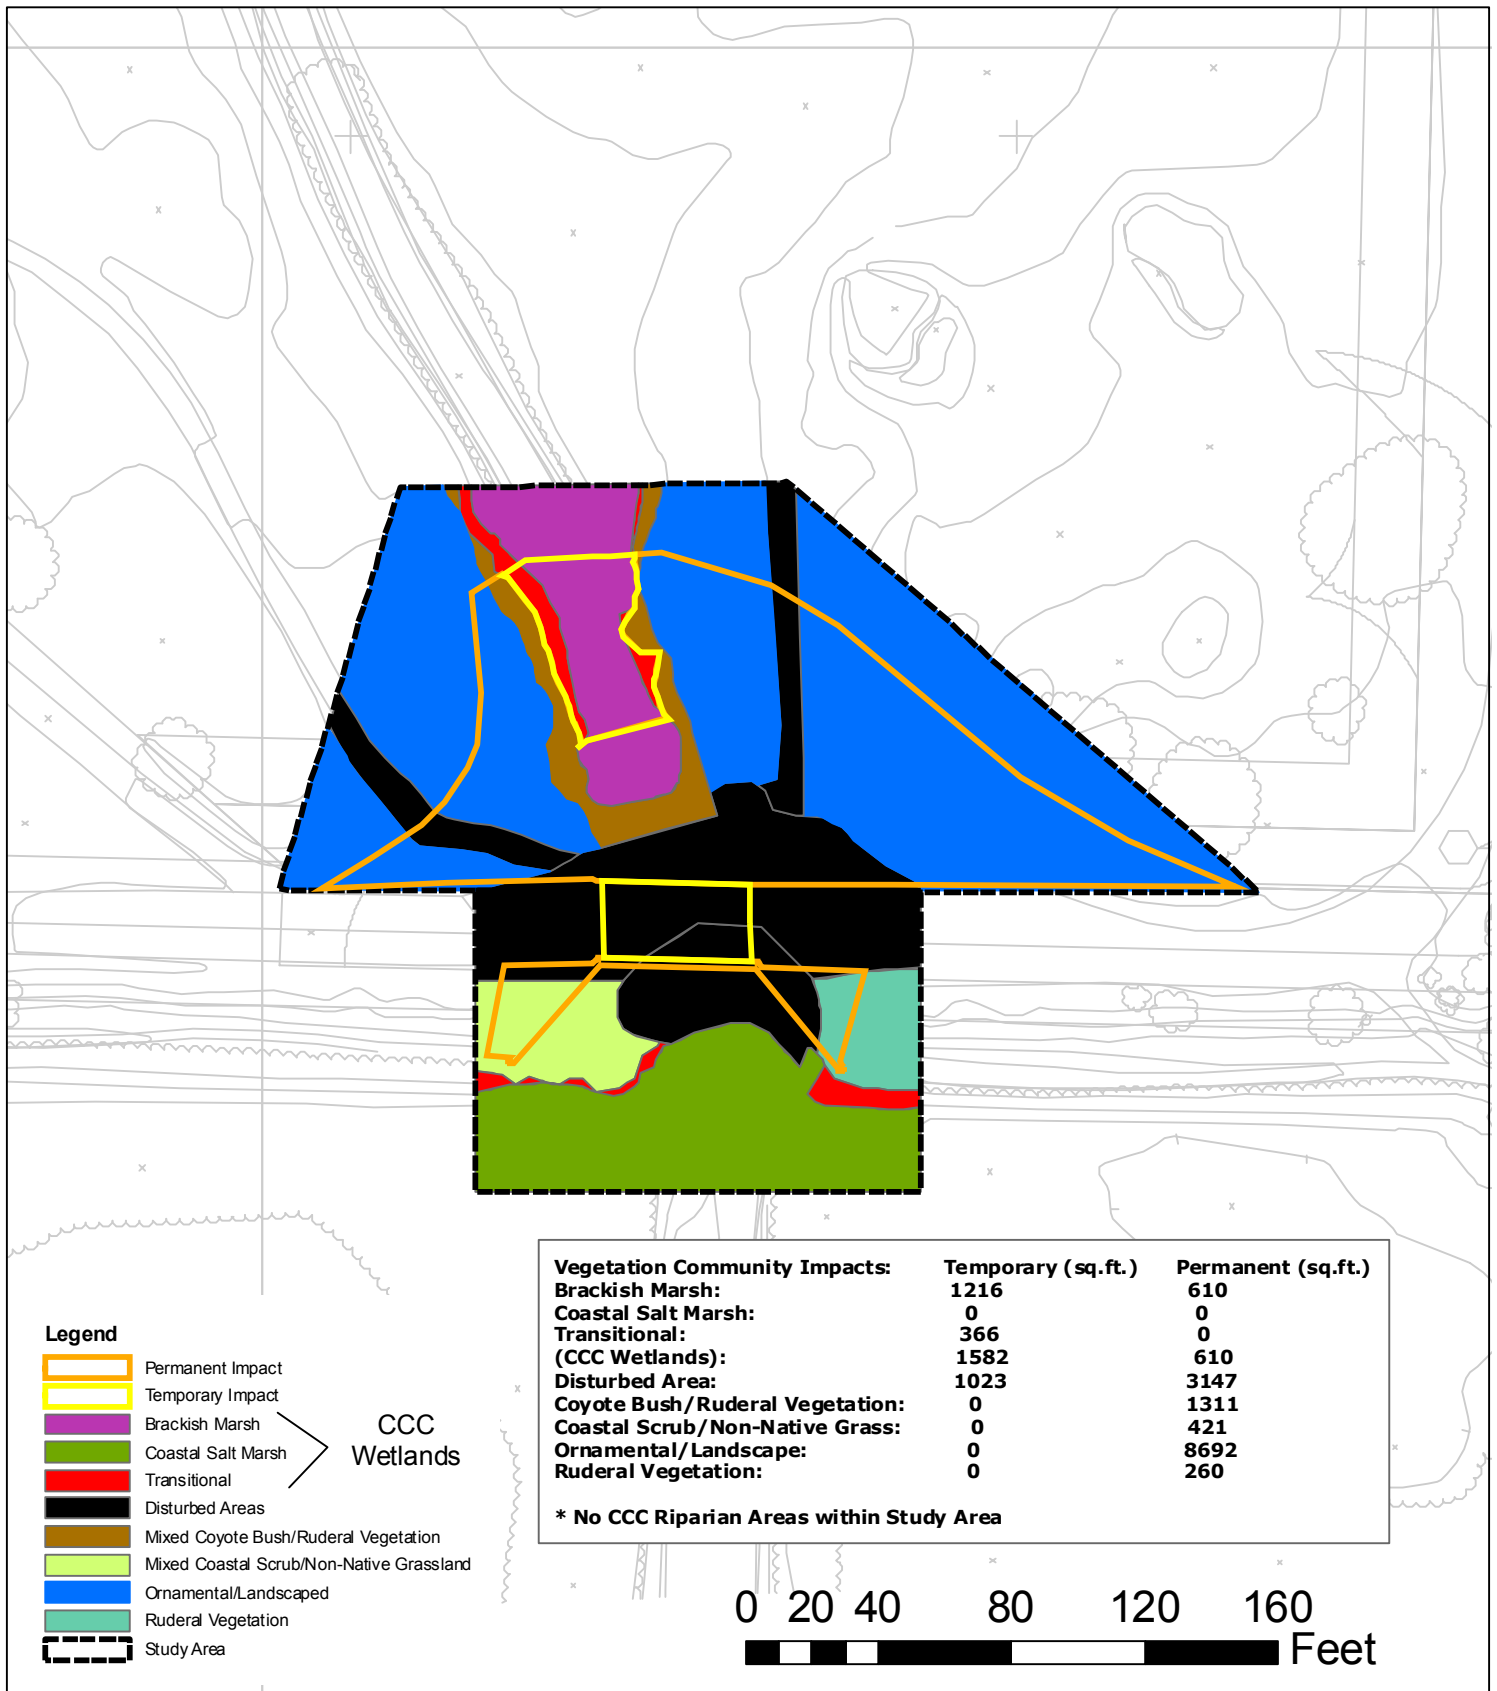 Vegetation Community Impacts: Temporary (sq.ft.) Permanent (sq.ft.)
Brackish Marsh: 1216 610
Coastal Salt Marsh: 0 0
Transitional: 366 0
(CCC Wetlands): 1582 610
Disturbed Area: 1023 3147
Coyote Bush/Ruderal Vegetation: 0 1311
Coastal Scrub/Non-Native Grass: 0 421
Ornamental/Landscape: 0 8692
Ruderal Vegetation: 0 260
* No CCC Riparian Areas within Study Area
Legend
Permanent Impact
Temporary Impact
Brackish Marsh
Coastal Salt Marsh
Transitional
Disturbed Areas
Mixed Coyote Bush/Ruderal Vegetation
Mixed Coastal Scrub/Non-Native Grassland
Ornamental/Landscaped
Ruderal Vegetation
Study Area
CCC
Wetlands
0 20 40 80 120 160
Feet